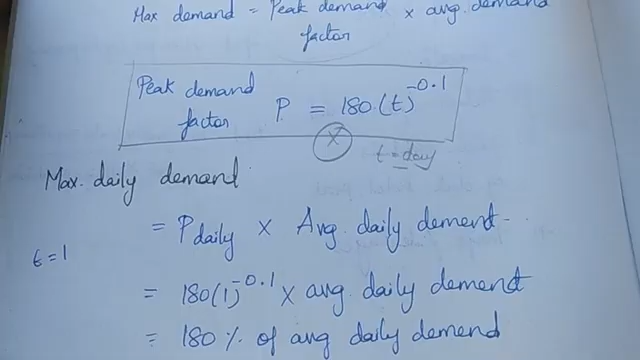 Max demand = Peak demand factor × avg. demand
Peak demand factor P = 180(t)^-0.1
x
t = day
Max. daily demand
= Pdaily × Avg. daily demand
t = 1
= 180(1)^-0.1 × avg. daily demand
= 180 % of avg daily demand